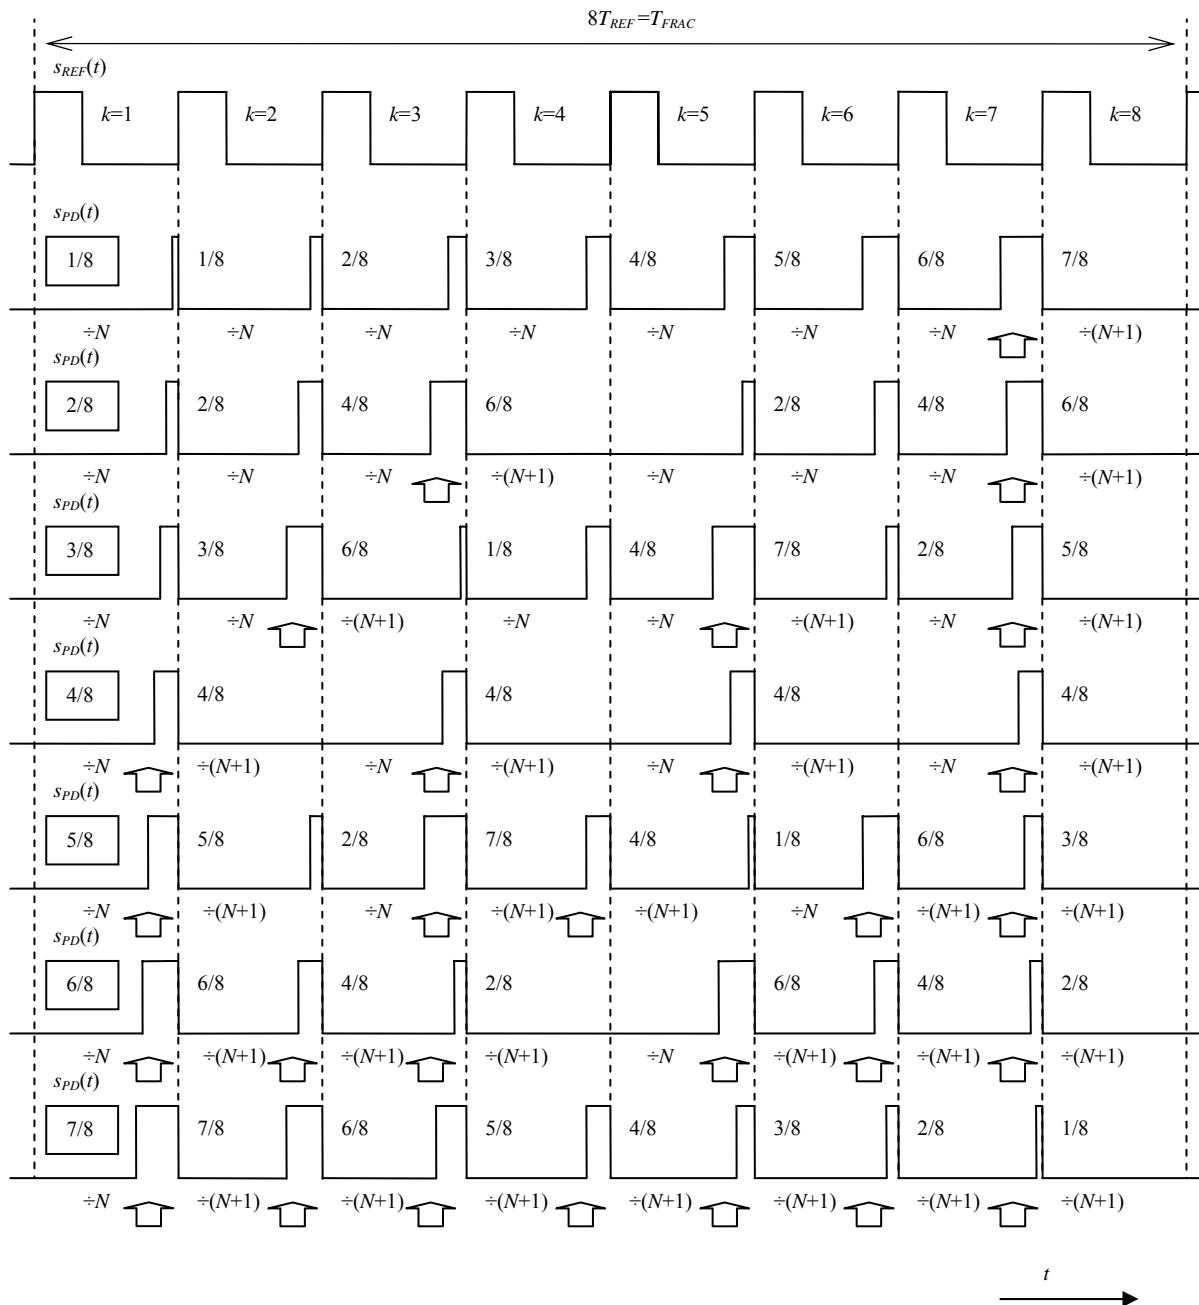 8T_REF=T_FRAC
s_REF(t)
k=1 k=2 k=3 k=4 k=5 k=6 k=7 k=8
s_PD(t)
1/8 1/8 2/8 3/8 4/8 5/8 6/8 7/8
÷N ÷N ÷N ÷N ÷N ÷N ÷N ÷(N+1)
s_PD(t)
2/8 2/8 4/8 6/8 2/8 4/8 6/8
÷N ÷N ÷N ÷(N+1) ÷N ÷N ÷N ÷(N+1)
s_PD(t)
3/8 3/8 6/8 1/8 4/8 7/8 2/8 5/8
÷N ÷N ÷(N+1) ÷N ÷N ÷(N+1) ÷N ÷(N+1)
s_PD(t)
4/8 4/8 4/8 4/8 4/8
÷N ÷(N+1) ÷N ÷(N+1) ÷N ÷(N+1) ÷N ÷(N+1)
s_PD(t)
5/8 5/8 2/8 7/8 4/8 1/8 6/8 3/8
÷N ÷(N+1) ÷N ÷(N+1) ÷(N+1) ÷N ÷(N+1) ÷(N+1)
s_PD(t)
6/8 6/8 4/8 2/8 6/8 4/8 2/8
÷N ÷(N+1) ÷(N+1) ÷(N+1) ÷N ÷(N+1) ÷(N+1) ÷(N+1)
s_PD(t)
7/8 7/8 6/8 5/8 4/8 3/8 2/8 1/8
÷N ÷(N+1) ÷(N+1) ÷(N+1) ÷(N+1) ÷(N+1) ÷(N+1) ÷(N+1)
t